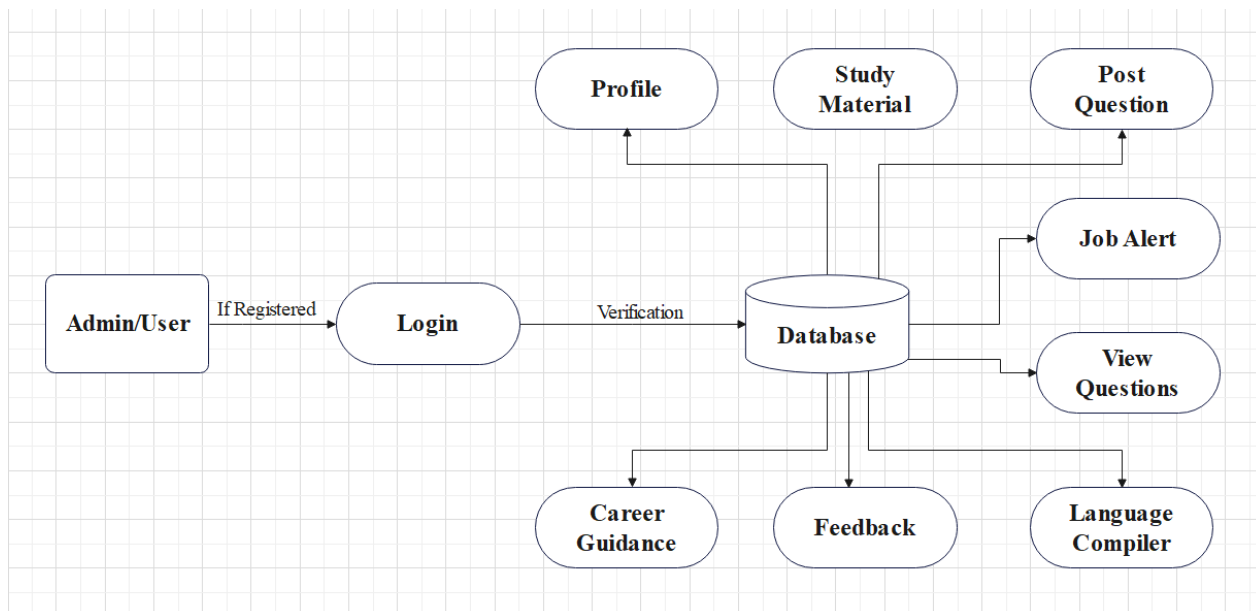 Profile
Study
Material
Post
Question
Job Alert
Admin/User
If Registered
Login
Verification
Database
View
Questions
Career
Guidance
Feedback
Language
Compiler